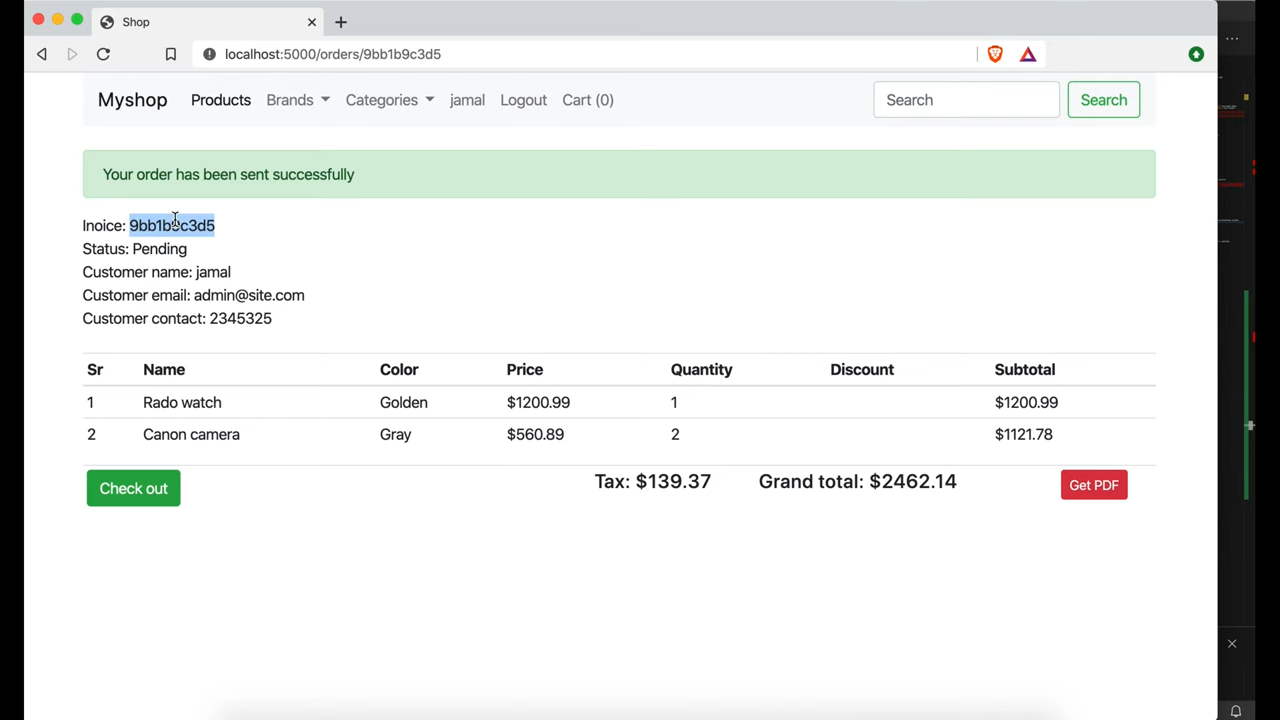 Shop
localhost:5000/orders/9bb1b9c3d5
Myshop Products Brands Categories jamal Logout Cart (0) Search Search
Your order has been sent successfully
Inoice: 9bb1b9c3d5
Status: Pending
Customer name: jamal
Customer email: admin@site.com
Customer contact: 2345325
Sr Name Color Price Quantity Discount Subtotal
1 Rado watch Golden $1200.99 1 $1200.99
2 Canon camera Gray $560.89 2 $1121.78
Check out Tax: $139.37 Grand total: $2462.14 Get PDF